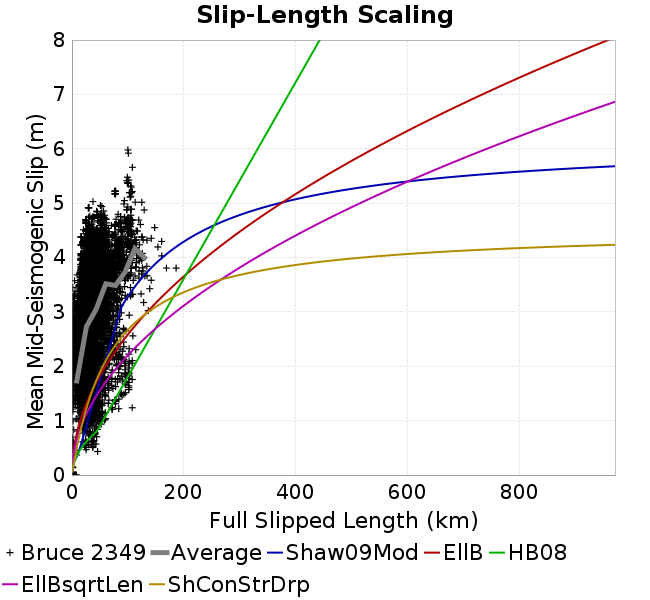 Slip-Length Scaling
Mean Mid-Seismogenic Slip (m)
8
7
6
5
4
3
2
1
0
0 200 400 600 800
Full Slipped Length (km)
Bruce 2349 Average Shaw09Mod EllB HB08
EllBsqrtLen ShConStrDrp